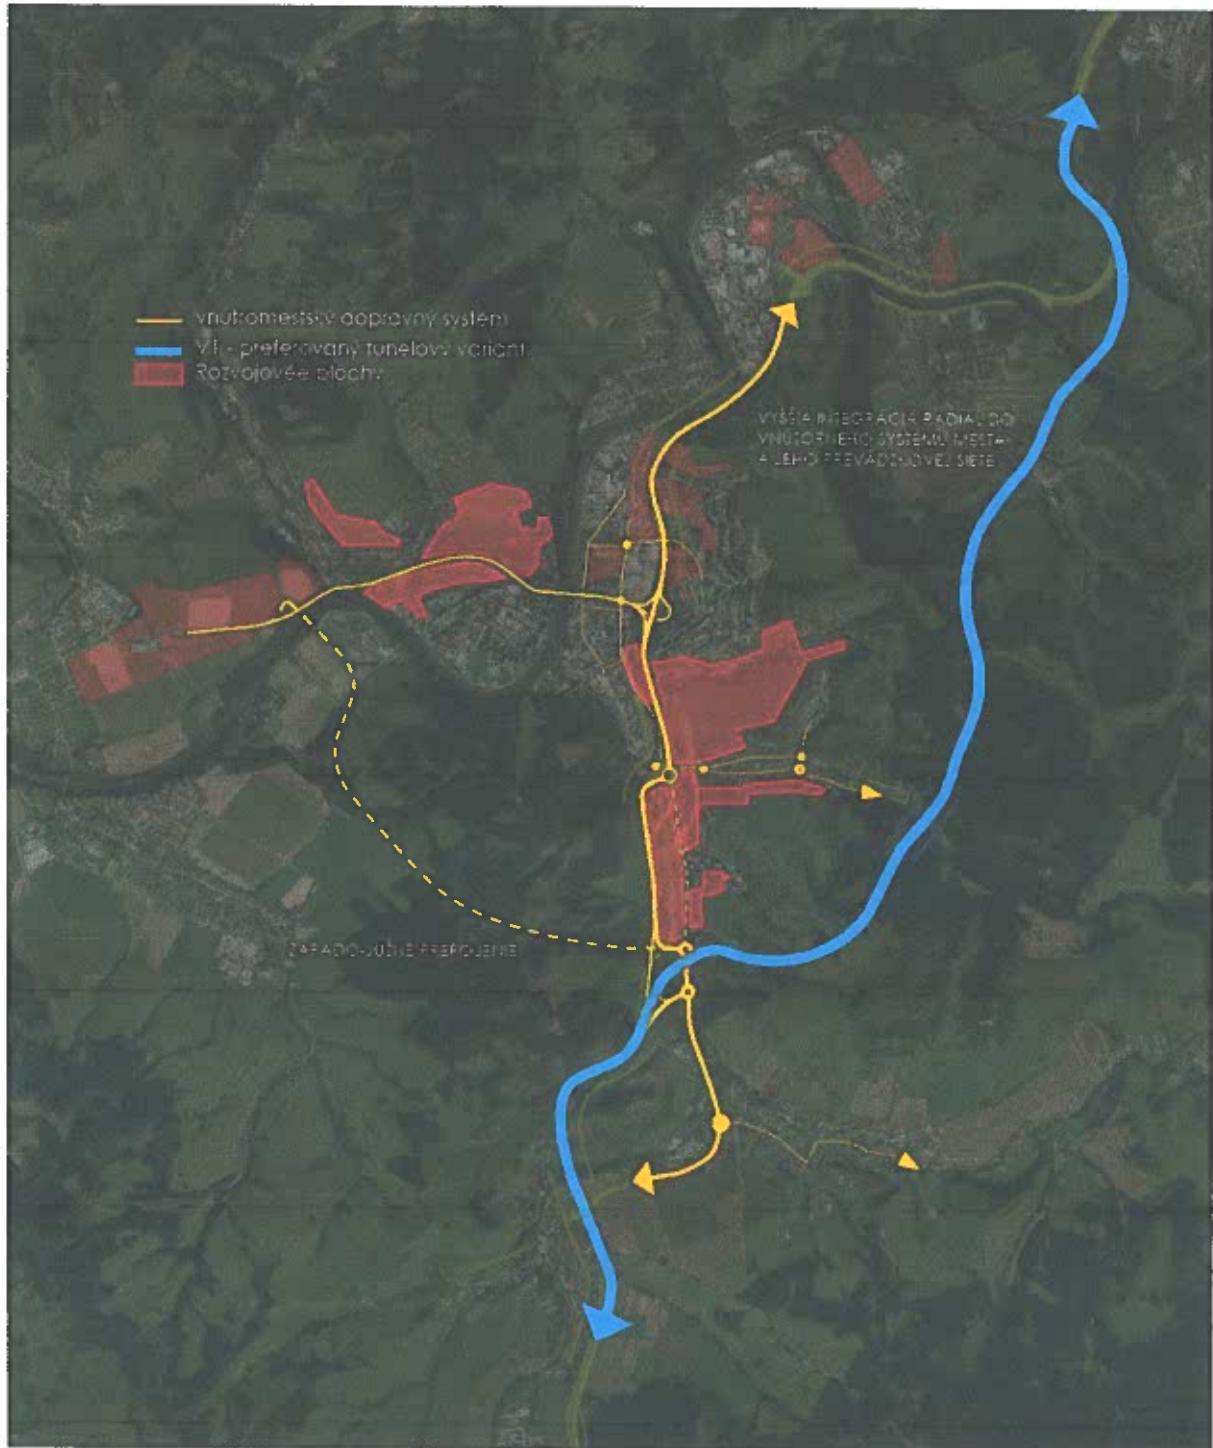 vnútromestský dopravný systém
V1 - preferovaný tunelový variant
Rozvojovée plochy
VYŠŠIA INTEGRÁCIA RADIÁL DO
VNÚTORNÉHO SYSTÉMU MESTA
A JEHO PREVÁDZKOVEJ SIETE
ZÁPADO-JUŽNÉ PREPOJENIE